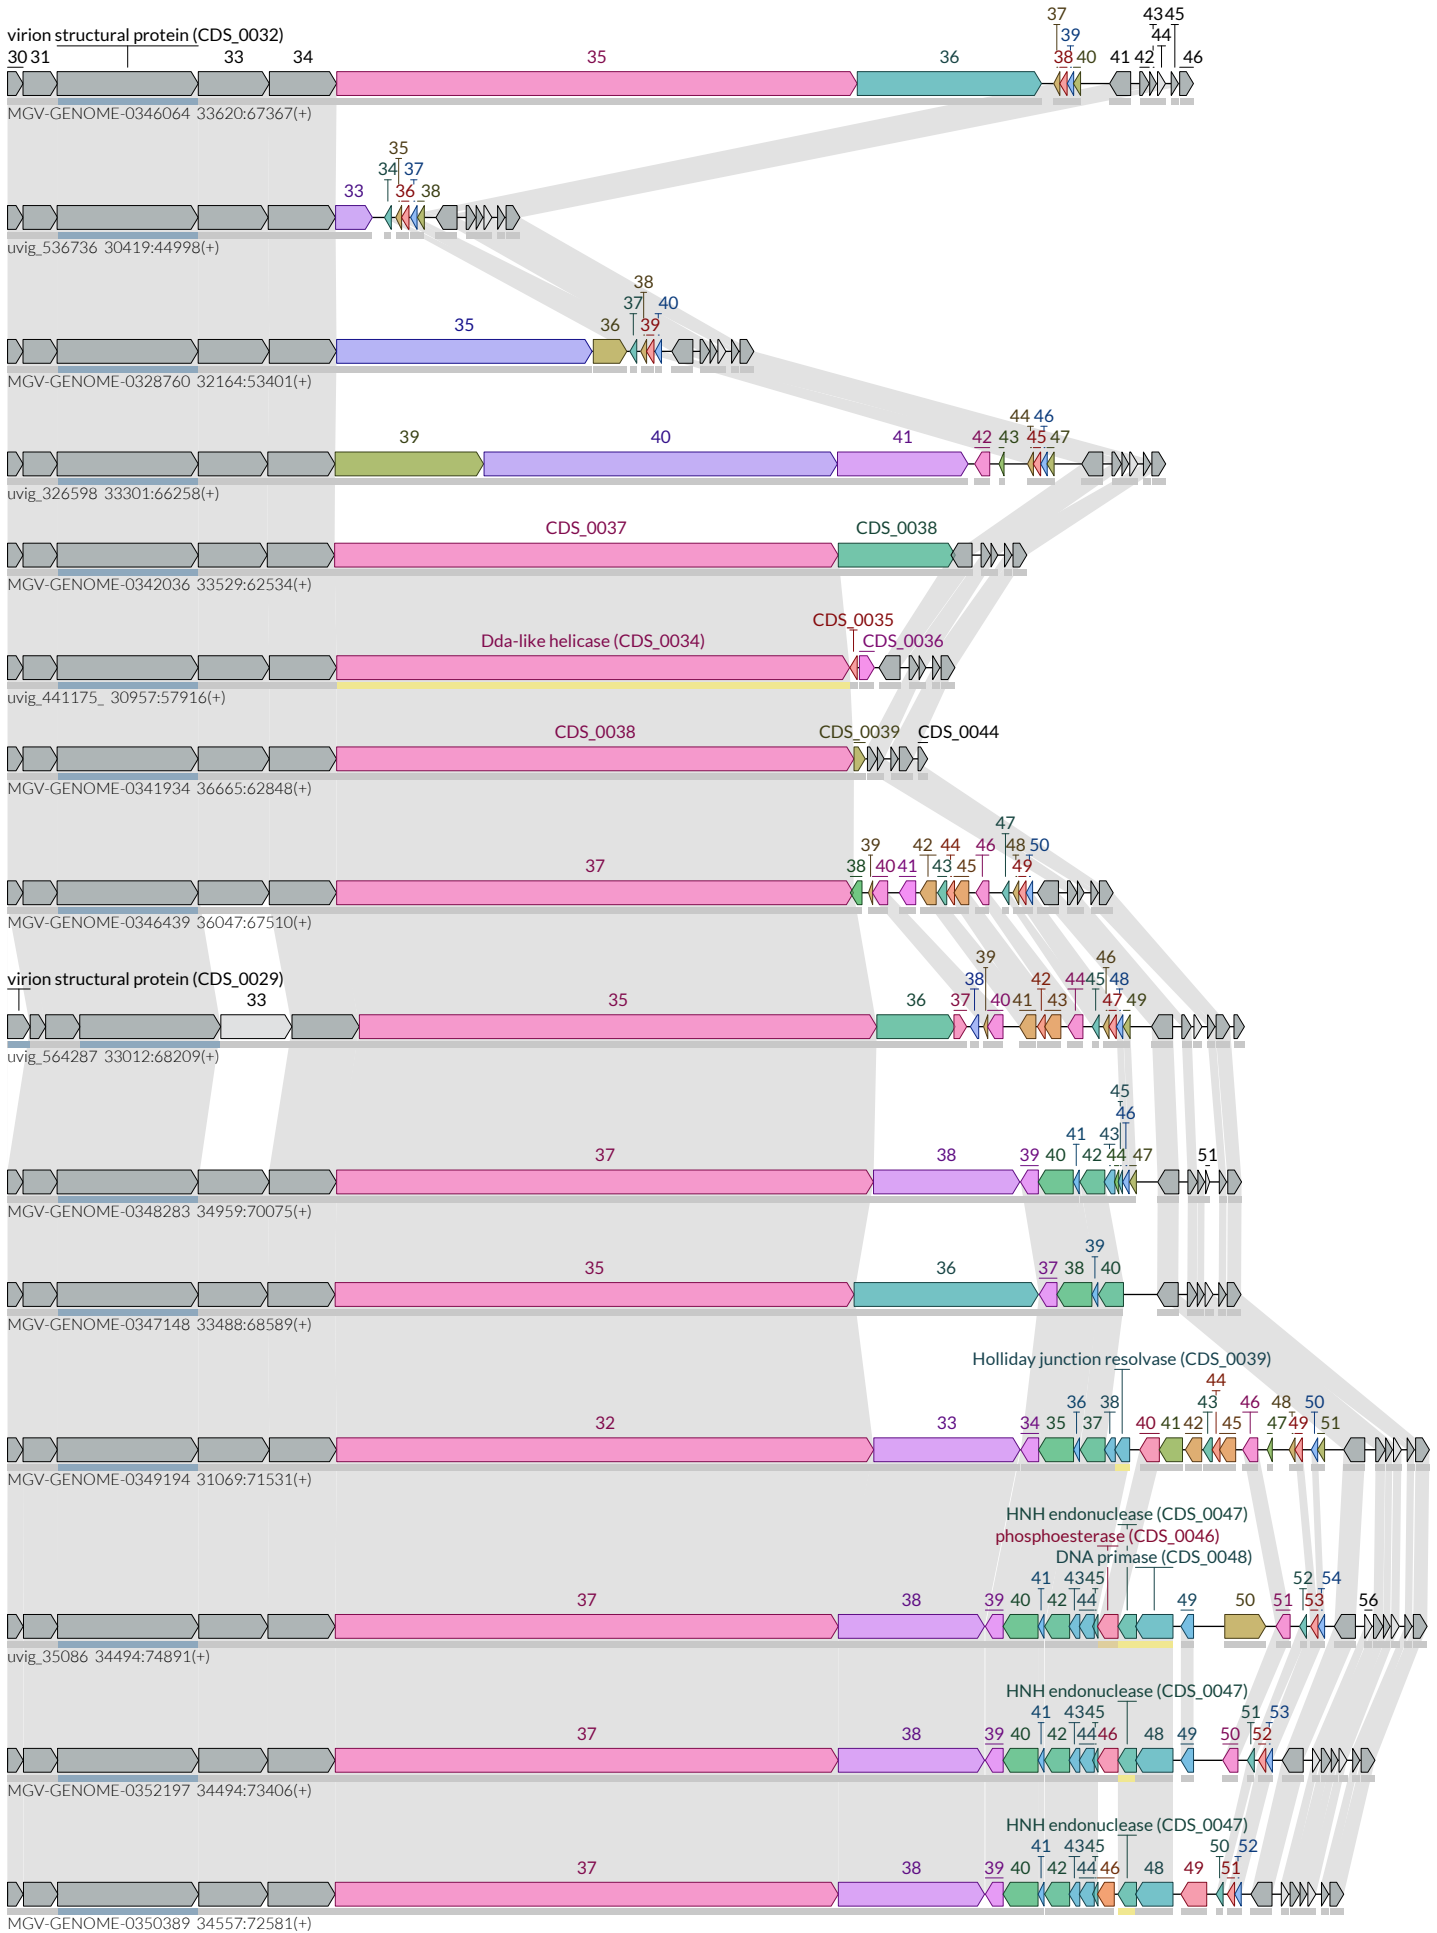 37 43 45
virion structural protein (CDS_0032) 39 44
30 31 33 34 35 36 38 40 41 42 46
MGV-GENOME-0346064 33620:67367(+)
35
34 37
33 36 38
uvig_536736 30419:44998(+)
38
37 40
35 36 39
MGV-GENOME-0328760 32164:53401(+)
44 46
39 40 41 42 43 45 47
uvig_326598 33301:66258(+)
CDS_0037 CDS_0038
MGV-GENOME-0342036 33529:62534(+)
CDS_0035
Dda-like helicase (CDS_0034) CDS_0036
uvig_441175_ 30957:57916(+)
CDS_0038 CDS_0039 CDS_0044
MGV-GENOME-0341934 36665:62848(+)
47
39 42 44 46 48 50
37 38 40 41 43 45 49
MGV-GENOME-0346439 36047:67510(+)
39 46
virion structural protein (CDS_0029) 38 42 44 45 48
33 35 36 37 40 41 43 47 49
uvig_564287 33012:68209(+)
45
46
41 43
37 38 39 40 42 44 47 51
MGV-GENOME-0348283 34959:70075(+)
39
35 36 37 38 40
MGV-GENOME-0347148 33488:68589(+)
Holliday junction resolvase (CDS_0039)
44
36 38 43 46 48 50
32 33 34 35 37 40 41 42 45 47 49 51
MGV-GENOME-0349194 31069:71531(+)
HNH endonuclease (CDS_0047)
phosphoesterase (CDS_0046)
DNA primase (CDS_0048)
41 43 45 52 54
37 38 39 40 42 44 49 50 51 53 56
uvig_35086 34494:74891(+)
HNH endonuclease (CDS_0047)
41 43 45 51 53
37 38 39 40 42 44 46 48 49 50 52
MGV-GENOME-0352197 34494:73406(+)
HNH endonuclease (CDS_0047)
41 43 45 50 52
37 38 39 40 42 44 46 48 49 51
MGV-GENOME-0350389 34557:72581(+)